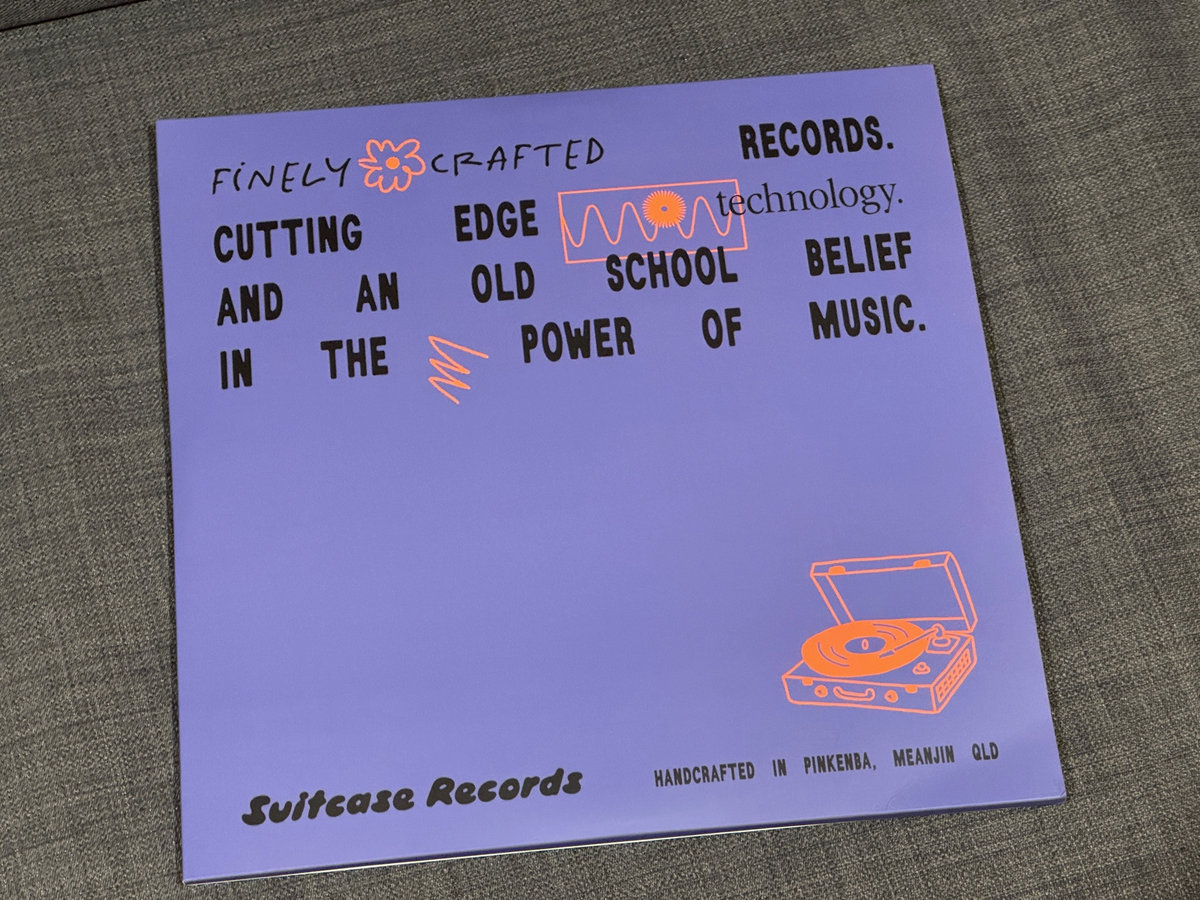 FiNELY CRAFTED RECORDS.
CUTTING EDGE technology.
AND AN OLD SCHOOL BELIEF
IN THE POWER OF MUSIC.
Suitcase Records
HANDCRAFTED IN PINKENBA, MEANJIN QLD